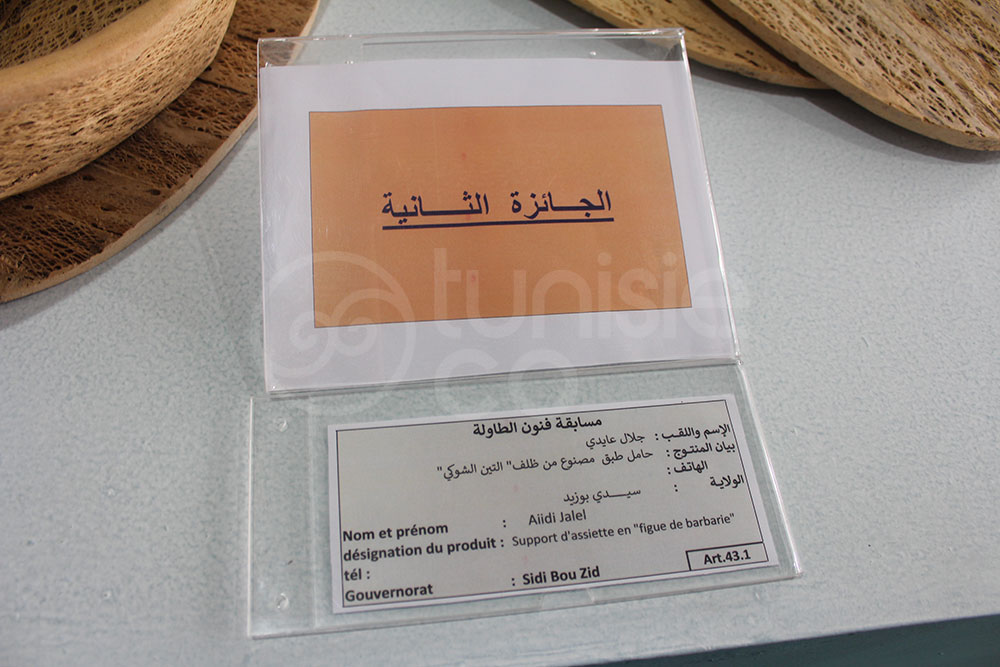 الجائزة الثانية
tunisie
co
مسابقة فنون الطاولة
الإسم واللقب : جلال عايدي
بيان المنتوج : حامل طبق مصنوع من ظلف" التين الشوكي"
الهاتف :
الولاية : سيدي بوزيد
Nom et prénom : Aiidi Jalel
désignation du produit : Support d'assiette en "figue de barbarie"
tél :
Gouvernorat : Sidi Bou Zid
Art.43.1